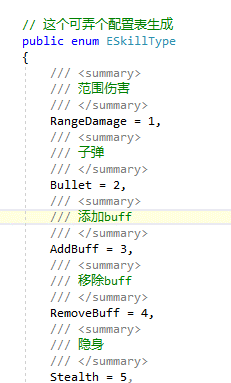 // 这个可弄个配置表生成
public enum ESkillType
{
/// <summary>
/// 范围伤害
/// </summary>
RangeDamage = 1,
/// <summary>
/// 子弹
/// </summary>
Bullet = 2,
/// <summary>
/// 添加buff
/// </summary>
AddBuff = 3,
/// <summary>
/// 移除buff
/// </summary>
RemoveBuff = 4,
/// <summary>
/// 隐身
/// </summary>
Stealth = 5,